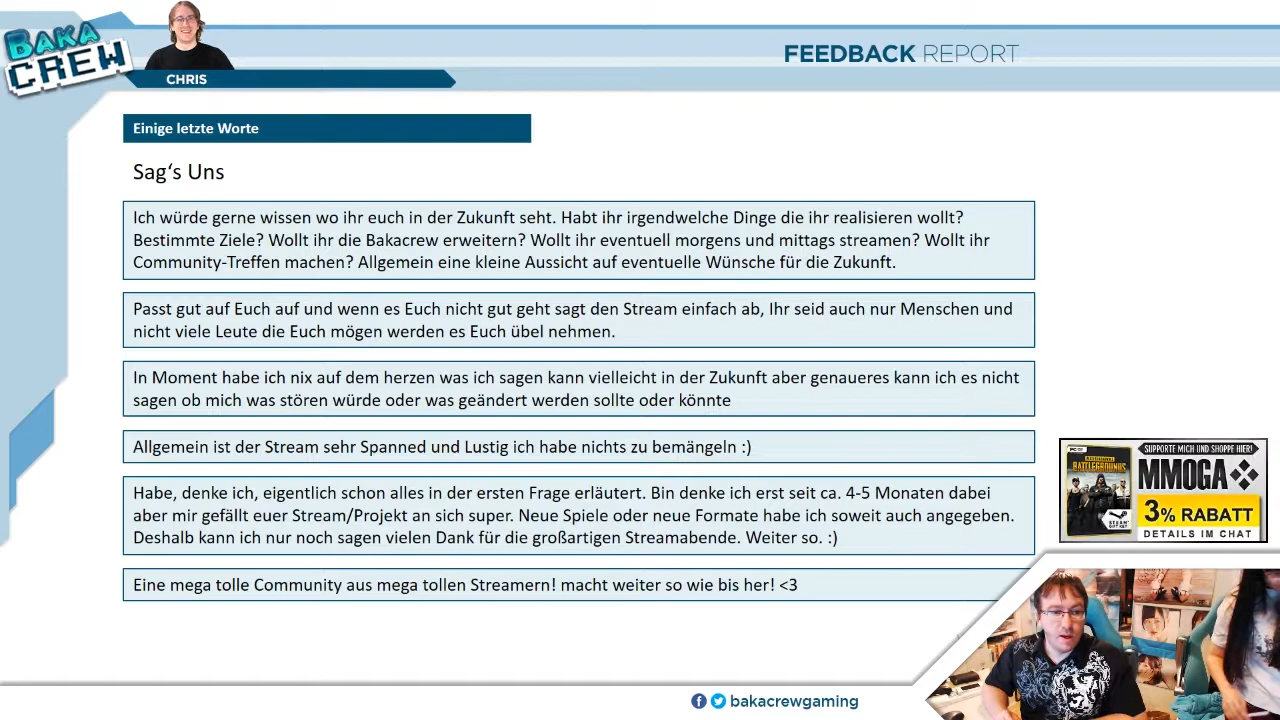 BAKA
CREW
CHRIS
FEEDBACK REPORT
Einige letzte Worte
Sag‘s Uns
Ich würde gerne wissen wo ihr euch in der Zukunft seht. Habt ihr irgendwelche Dinge die ihr realisieren wollt?
Bestimmte Ziele? Wollt ihr die Bakacrew erweitern? Wollt ihr eventuell morgens und mittags streamen? Wollt ihr
Community-Treffen machen? Allgemein eine kleine Aussicht auf eventuelle Wünsche für die Zukunft.
Passt gut auf Euch auf und wenn es Euch nicht gut geht sagt den Stream einfach ab, Ihr seid auch nur Menschen und
nicht viele Leute die Euch mögen werden es Euch übel nehmen.
In Moment habe ich nix auf dem herzen was ich sagen kann vielleicht in der Zukunft aber genaueres kann ich es nicht
sagen ob mich was stören würde oder was geändert werden sollte oder könnte
Allgemein ist der Stream sehr Spanned und Lustig ich habe nichts zu bemängeln :)
Habe, denke ich, eigentlich schon alles in der ersten Frage erläutert. Bin denke ich erst seit ca. 4-5 Monaten dabei
aber mir gefällt euer Stream/Projekt an sich super. Neue Spiele oder neue Formate habe ich soweit auch angegeben.
Deshalb kann ich nur noch sagen vielen Dank für die großartigen Streamabende. Weiter so. :)
Eine mega tolle Community aus mega tollen Streamern! macht weiter so wie bis her! <3
SUPPORTE MICH UND SHOPPE HIER!
PC
BATTLEGROUNDS
STEAM
MMOGA
3% RABATT
DETAILS IM CHAT
bakacrewgaming